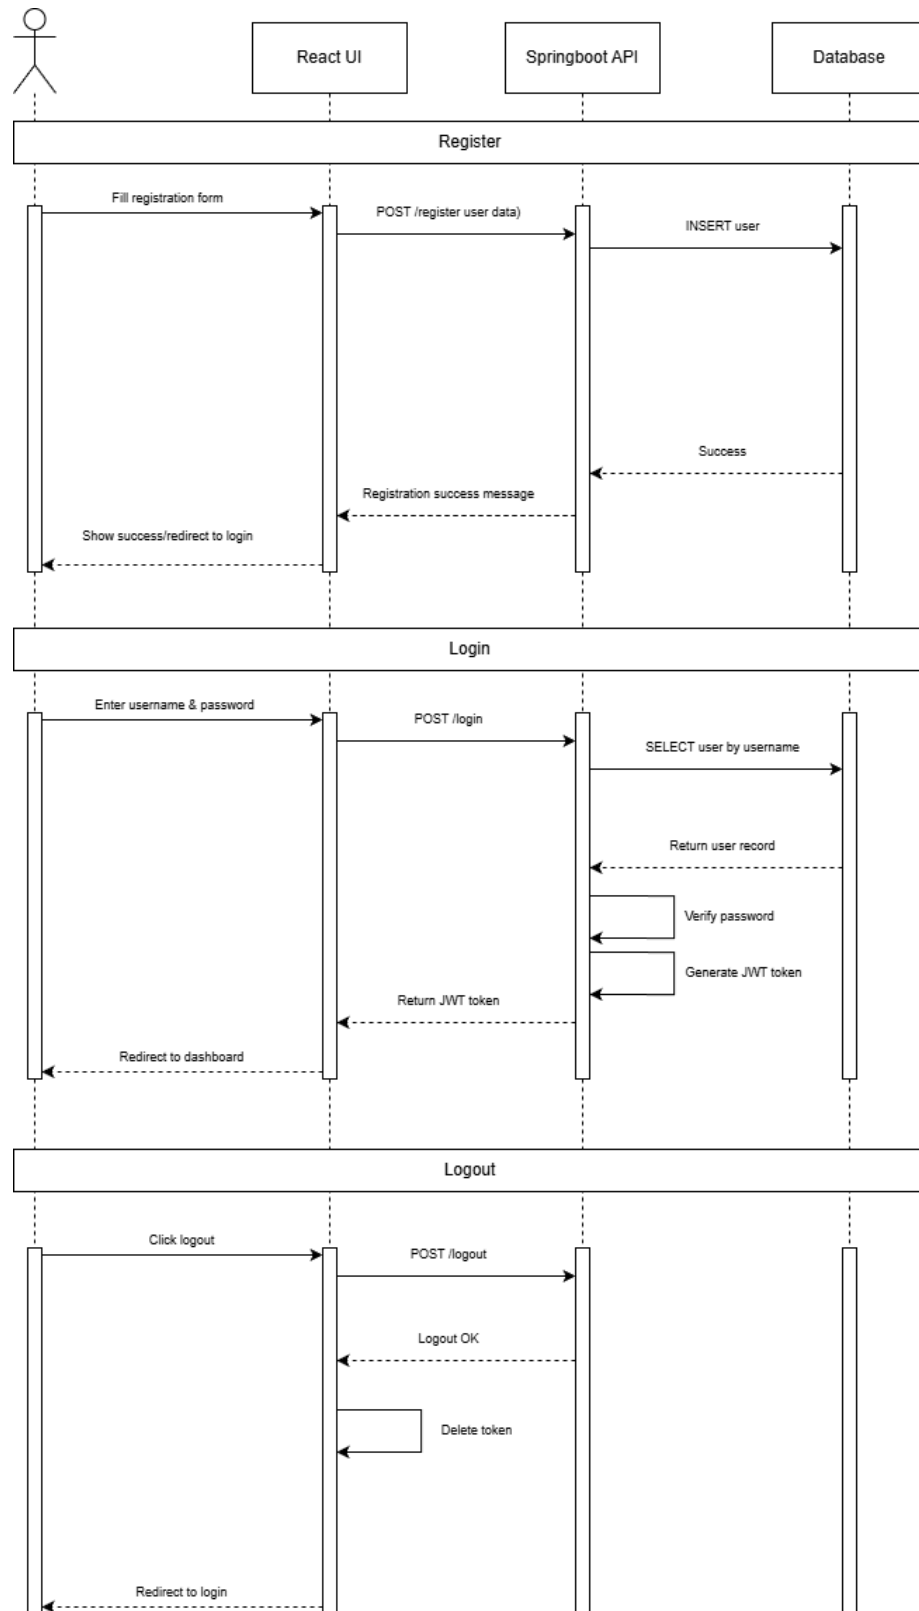 React UI
Springboot API
Database
Register
Fill registration form
POST /register user data)
INSERT user
Success
Registration success message
Show success/redirect to login
Login
Enter username & password
POST /login
SELECT user by username
Return user record
Verify password
Generate JWT token
Return JWT token
Redirect to dashboard
Logout
Click logout
POST /logout
Logout OK
Delete token
Redirect to login